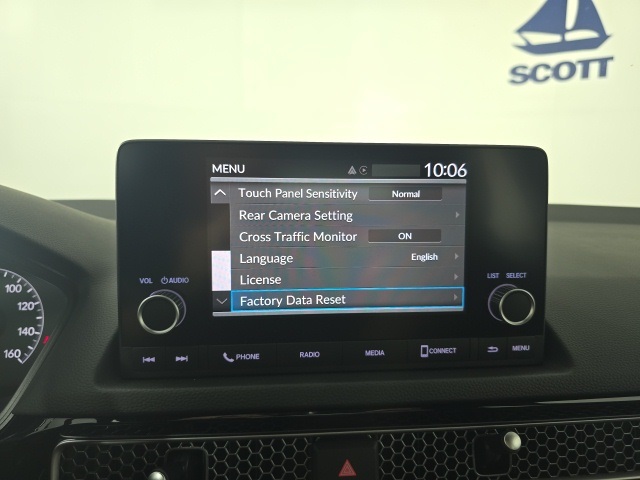 SCOTT
MENU 10:06
Touch Panel Sensitivity Normal
Rear Camera Setting
Cross Traffic Monitor ON
Language English
License
Factory Data Reset
VOL AUDIO
LIST SELECT
PHONE RADIO MEDIA CONNECT MENU
100
120
140
160